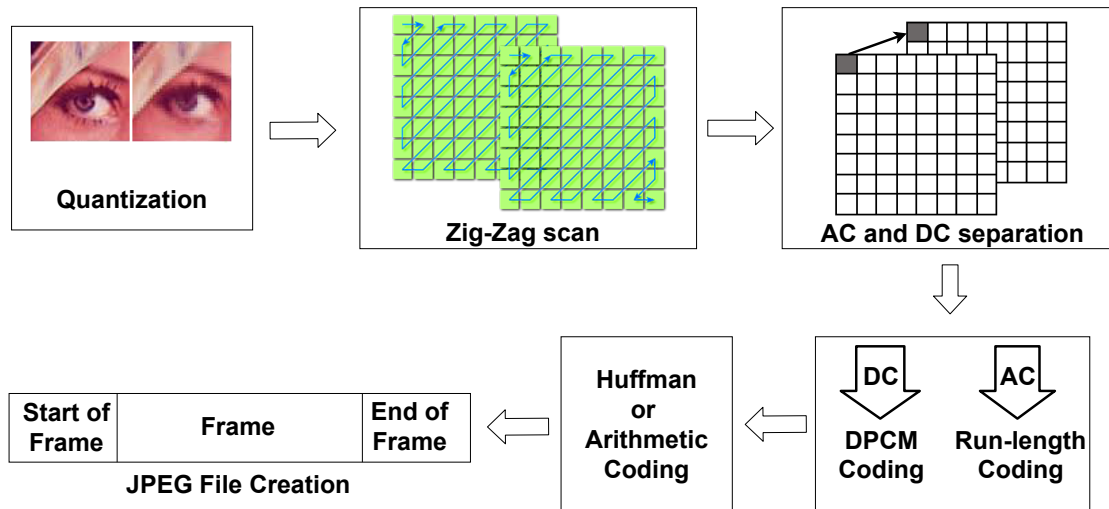 Quantization
Zig-Zag scan
AC and DC separation
DC
AC
DPCM
Coding
Run-length
Coding
Huffman
or
Arithmetic
Coding
Start of
Frame
Frame
End of
Frame
JPEG File Creation